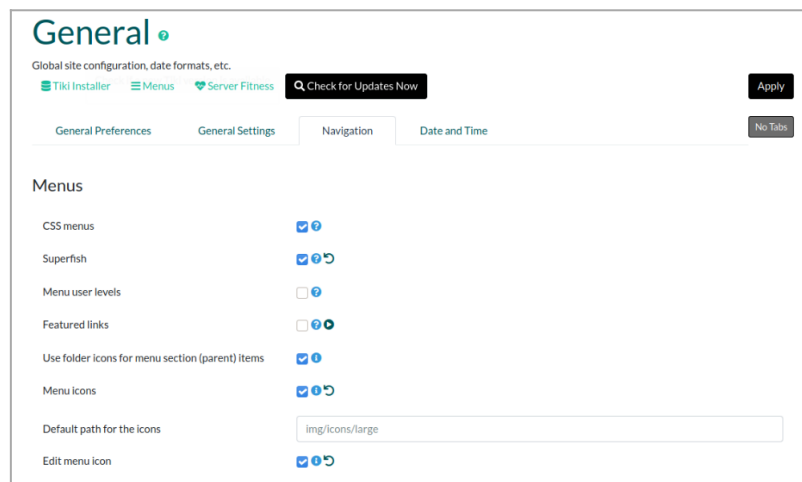 General
Global site configuration, date formats, etc.
Tiki Installer Menus Server Fitness Check for Updates Now Apply
General Preferences General Settings Navigation Date and Time No Tabs
Menus
CSS menus
Superfish
Menu user levels
Featured links
Use folder icons for menu section (parent) items
Menu icons
Default path for the icons img/icons/large
Edit menu icon